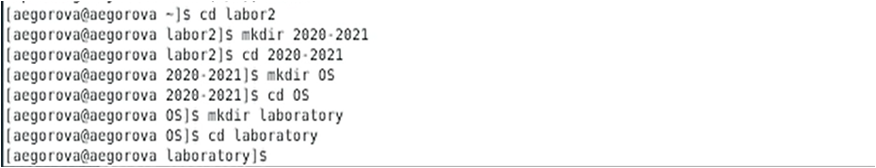 [aegorova@aegorova ~]$ cd labor2
[aegorova@aegorova labor2]$ mkdir 2020-2021
[aegorova@aegorova labor2]$ cd 2020-2021
[aegorova@aegorova 2020-2021]$ mkdir OS
[aegorova@aegorova 2020-2021]$ cd OS
[aegorova@aegorova OS]$ mkdir laboratory
[aegorova@aegorova OS]$ cd laboratory
[aegorova@aegorova laboratory]$